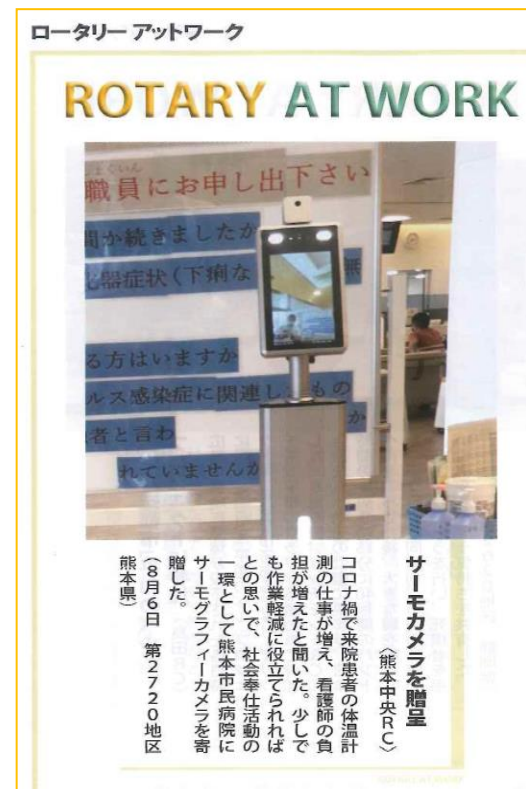 ロータリー アットワーク
ROTARY AT WORK
職員にお申し出下さい
間が続きましたか
器症状(下痢な
無
る方はいますか
ルス感染症に関連し
もの
か
者と言わ
れていませんか
サーモカメラを贈呈
〈熊本中央RC〉
コロナ禍で来院患者の体温計
測の仕事が増え、看護師の負
担が増えたと聞いた。少しで
も作業軽減に役立てられれば
との思いで、社会奉仕活動の
一環として熊本市民病院に
サーモグラフィーカメラを寄
贈した。
(8月6日 第2720地区
熊本県)